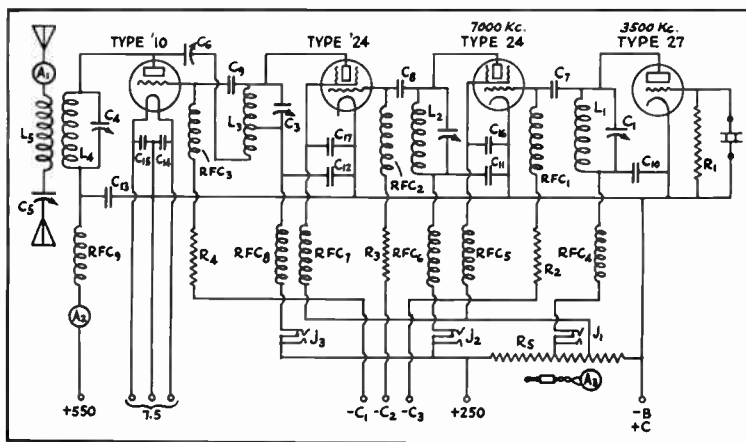 7000 Kc. 3500 Kc.
TYPE '10 TYPE '24 TYPE 24 TYPE 27
A1 C6 C9 C8 C7
L5 L4 C4 L3 C3 L2 L1 C1
C17 C16
C15 C14 RFC3 C12 RFC2 C11 RFC1 C10 R1
C5 C13
RFC9 R4 RFC8 RFC7 R3 RFC6 RFC5 R2 RFC4
A2 J3 J2 J1
R5
A3
+550 7.5 -C1 -C2 -C3 +250 -B
+C